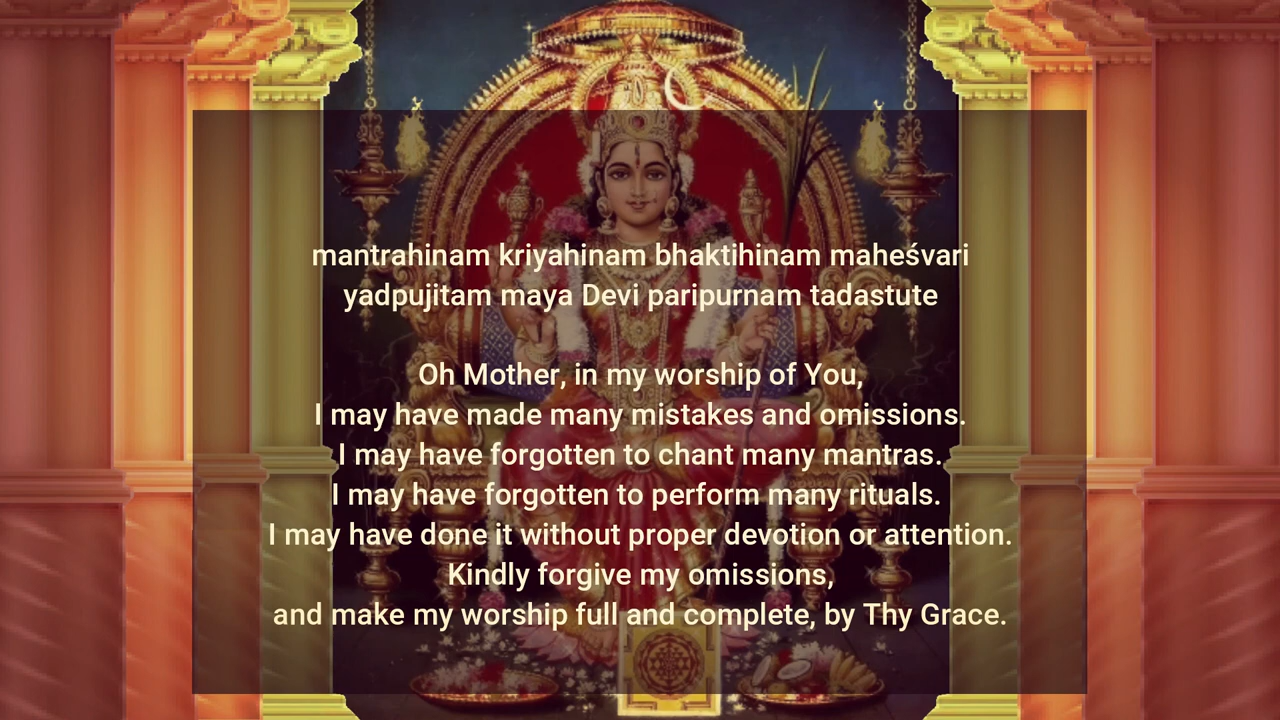 mantrahinam kriyahinam bhaktihinam maheśvari
yadpujitam maya Devi paripurnam tadastute
Oh Mother, in my worship of You,
I may have made many mistakes and omissions.
I may have forgotten to chant many mantras.
I may have forgotten to perform many rituals.
I may have done it without proper devotion or attention.
Kindly forgive my omissions,
and make my worship full and complete, by Thy Grace.